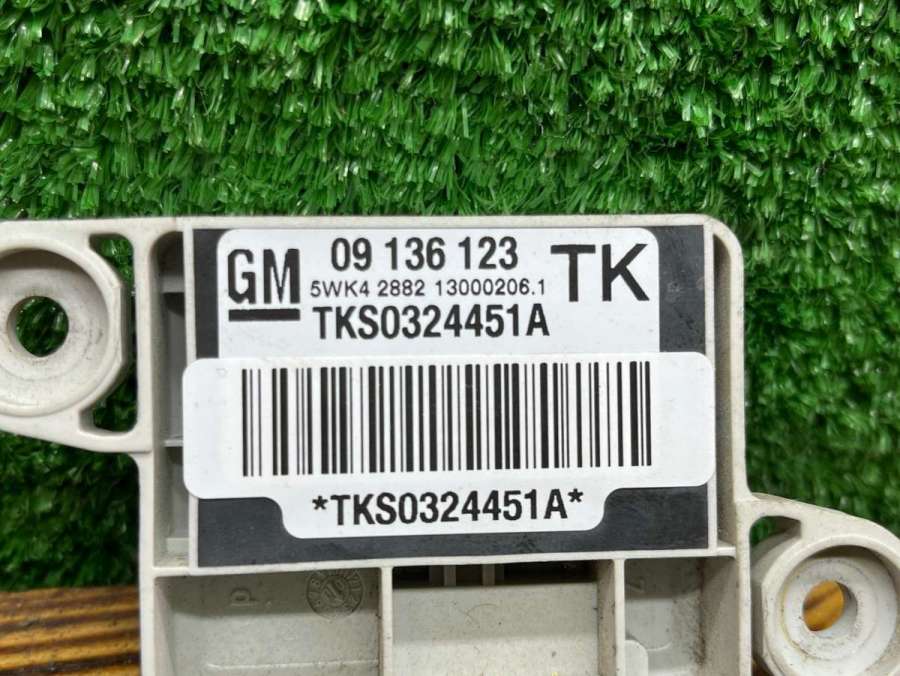 GM 09 136 123 TK
5WK4 2882 13000206.1
TKS0324451A
*TKS0324451A*
P